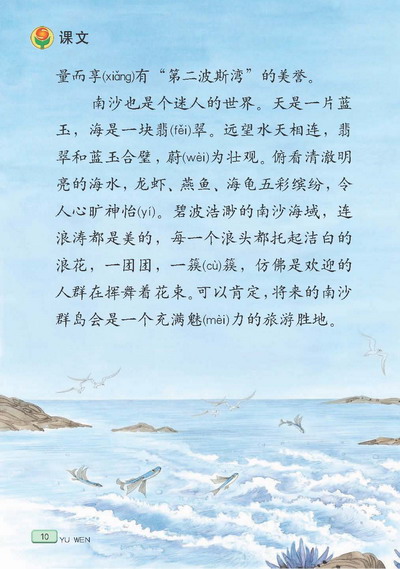 课文
量而享(xiǎng)有“第二波斯湾”的美誉。
南沙也是个迷人的世界。天是一片蓝
玉，海是一块翡(fěi)翠。远望水天相连，翡
翠和蓝玉合璧，蔚(wèi)为壮观。俯看清澈明
亮的海水，龙虾、燕鱼、海龟五彩缤纷，令
人心旷神怡(yí)。碧波浩渺的南沙海域，连
浪涛都是美的，每一个浪头都托起洁白的
浪花，一团团，一簇(cù)簇，仿佛是欢迎的
人群在挥舞着花束。可以肯定，将来的南沙
群岛会是一个充满魅(mèi)力的旅游胜地。
10
YU WEN